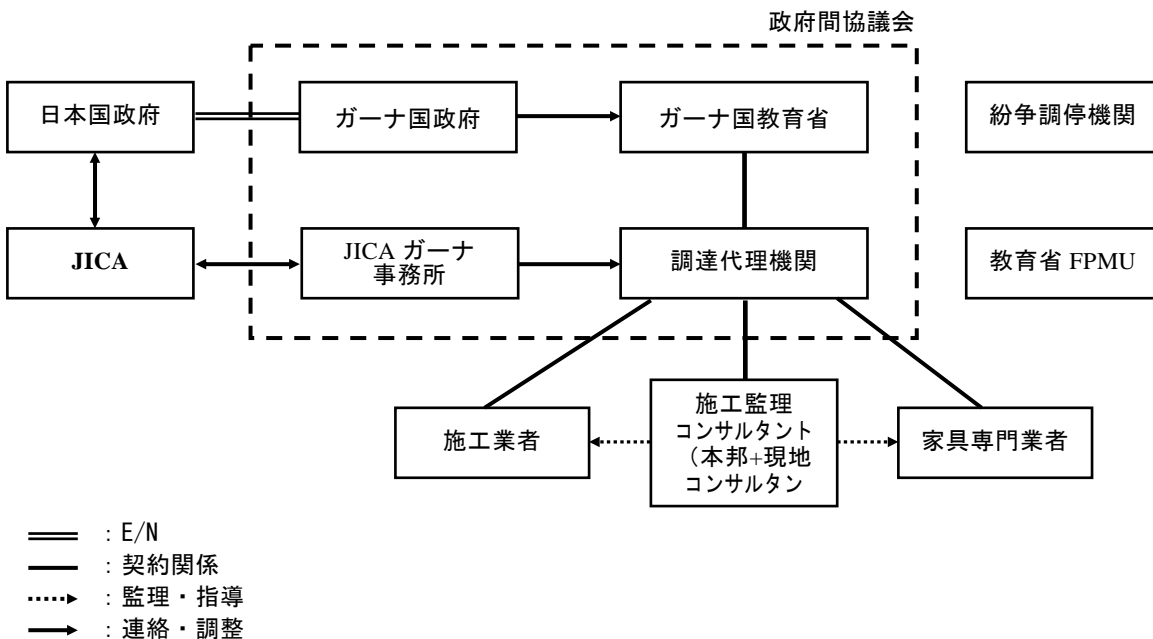 政府間協議会
日本国政府
ガーナ国政府
ガーナ国教育省
紛争調停機関
JICA
JICA ガーナ
事務所
調達代理機関
教育省 FPMU
施工業者
施工監理
コンサルタント
（本邦+現地
コンサルタン
家具専門業者
：E/N
：契約関係
：監理・指導
：連絡・調整